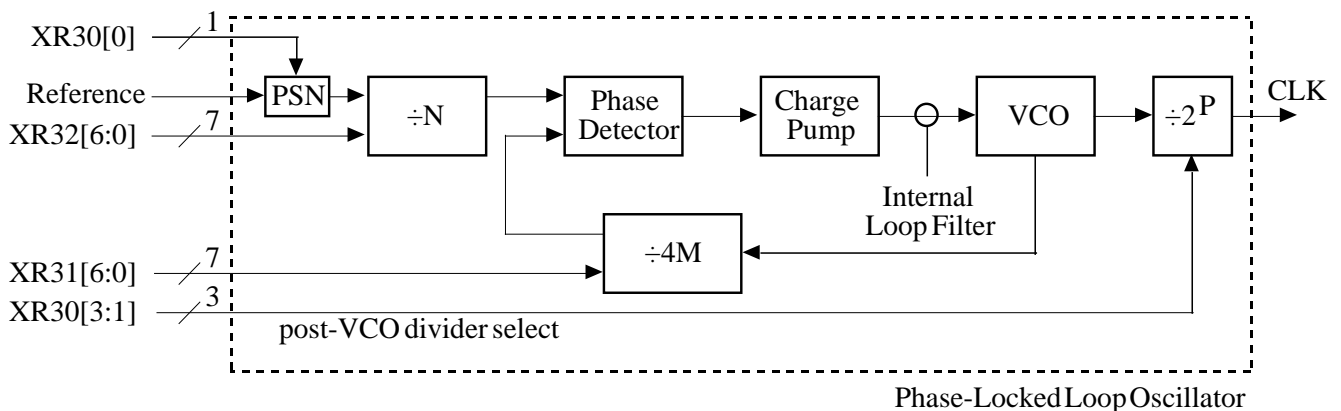 XR30[0]
1
Reference
PSN
XR32[6:0]
7
÷N
Phase
Detector
Charge
Pump
VCO
÷2^P
CLK
Internal
Loop Filter
÷4M
XR31[6:0]
7
XR30[3:1]
3
post-VCO divider select
Phase-Locked Loop Oscillator